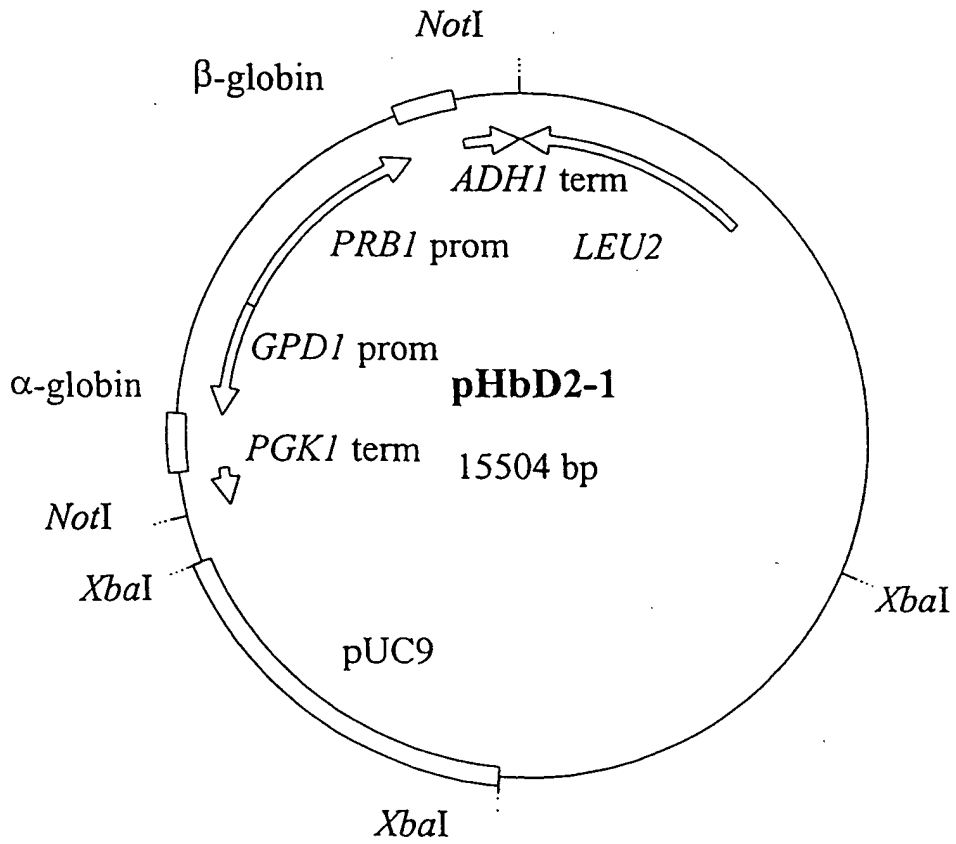 NotI
β-globin
ADH1 term
PRB1 prom
LEU2
GPD1 prom
α-globin
pHbD2-1
PGK1 term
15504 bp
NotI
XbaI
XbaI
pUC9
XbaI